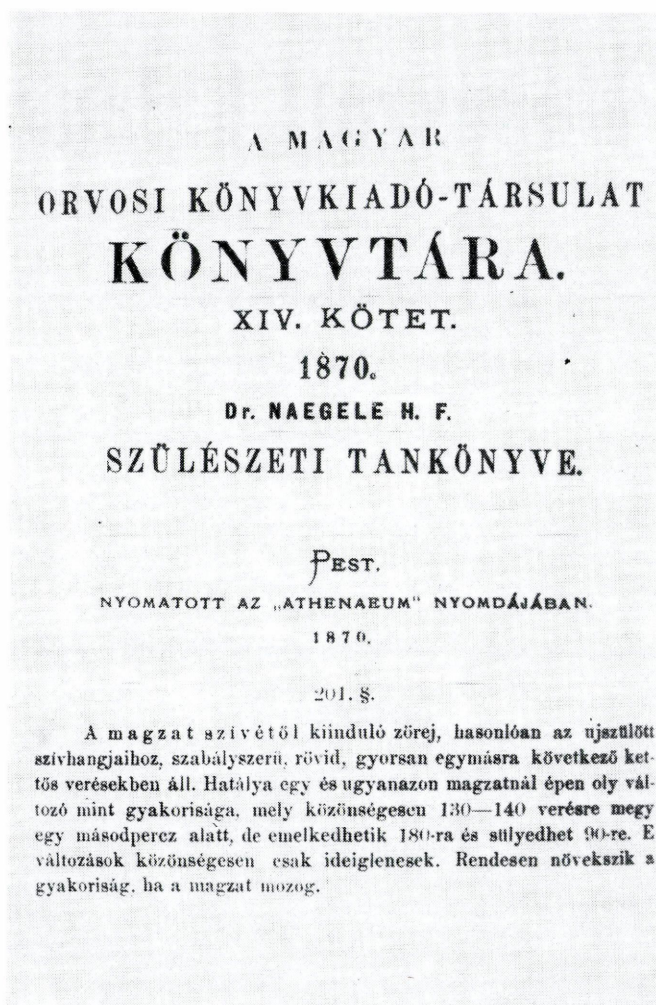 A MAGYAR
ORVOSI KÖNYVKIADÓ-TÁRSULAT
KÖNYVTÁRA.
XIV. KÖTET.
1870.
Dr. NAEGELE H. F.
SZÜLÉSZETI TANKÖNYVE.
PEST.
NYOMATOTT AZ „ATHENAEUM" NYOMDÁJÁBAN.
1870.
201. §.
A magzat szívétöl kiinduló zörej, hasonlóan az ujszülött
szívhangjaihoz, szabályszerü, rövid, gyorsan egymásra következő ket-
tős verésekben áll. Hatálya egy és ugyanazon magzatnál épen oly vál-
tozó mint gyakorisága, mely közönségesen 130—140 verésre megy
egy másodpercz alatt, de emelkedhetik 180-ra és sülyedhet 90-re. E
változások közönségesen csak ideiglenesek. Rendesen növekszik a
gyakoriság, ha a magzat mozog.